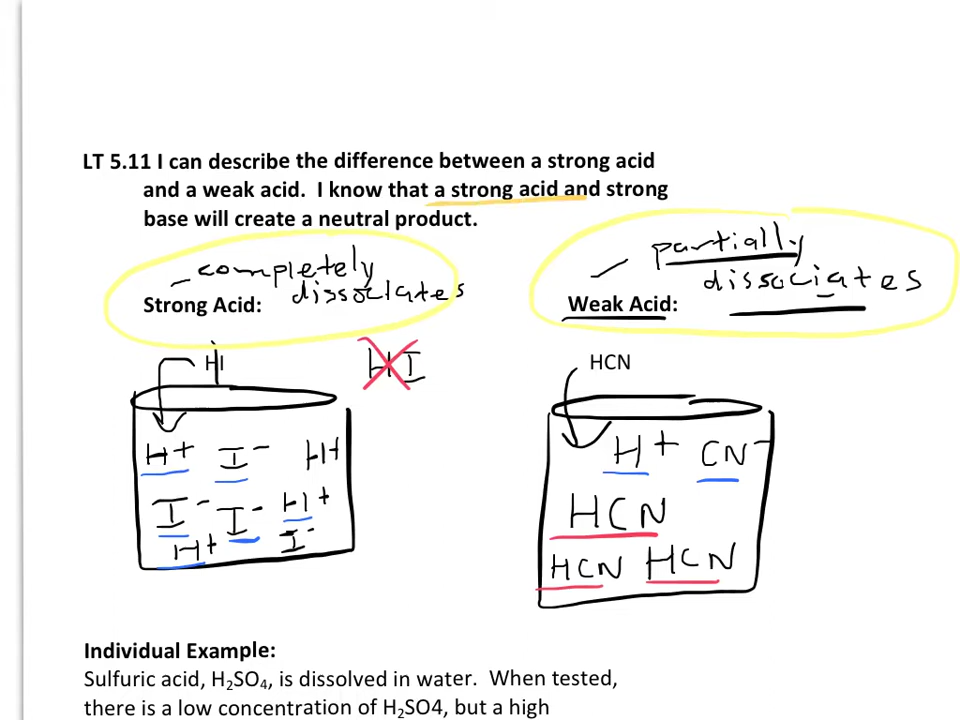 LT 5.11 I can describe the difference between a strong acid
and a weak acid. I know that a strong acid and strong
base will create a neutral product.
completely
dissociates
Strong Acid:
partially
dissociates
Weak Acid:
HI
HI
HCN
H+ I- H+
I- I- H+
H+ I-
H+ CN-
HCN
HCN HCN
Individual Example:
Sulfuric acid, H₂SO₄, is dissolved in water. When tested,
there is a low concentration of H₂SO4, but a high